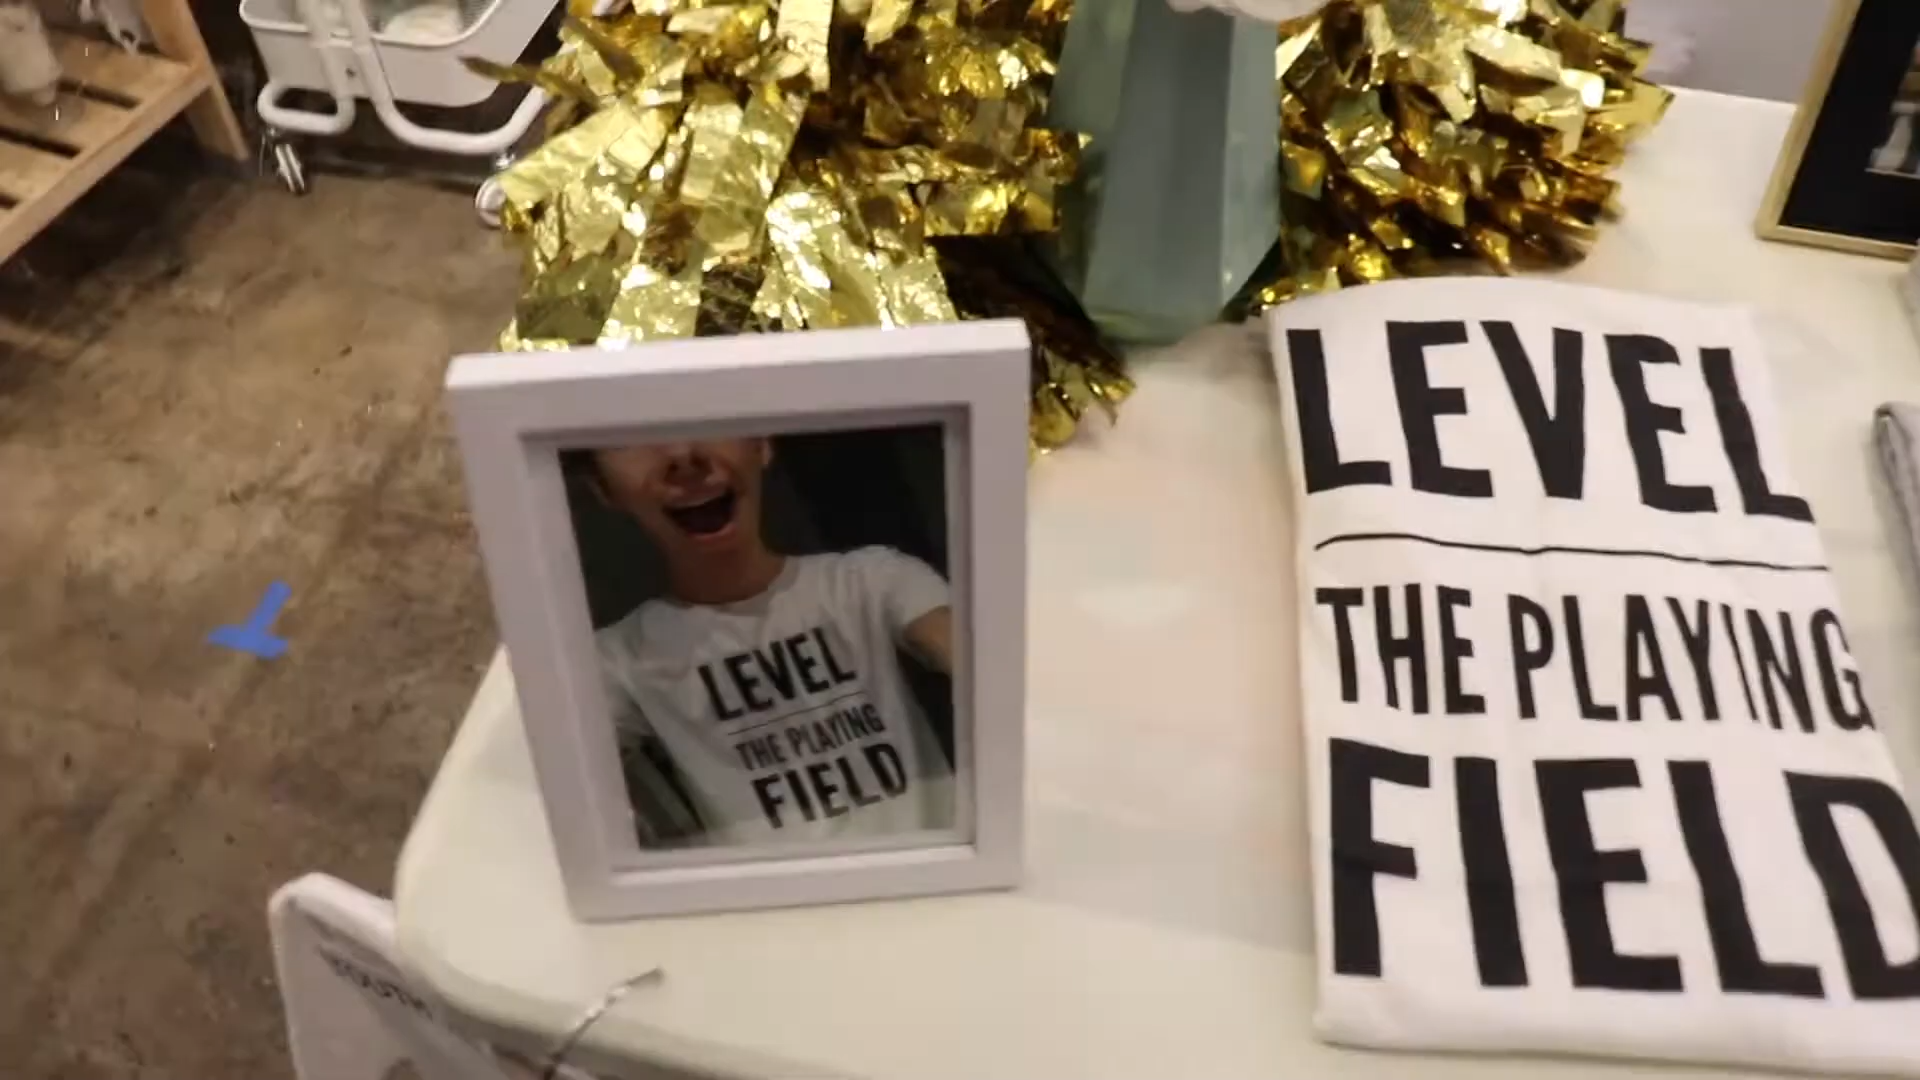 LEVEL
THE PLAYING
FIELD
LEVEL
THE PLAYING
FIELD